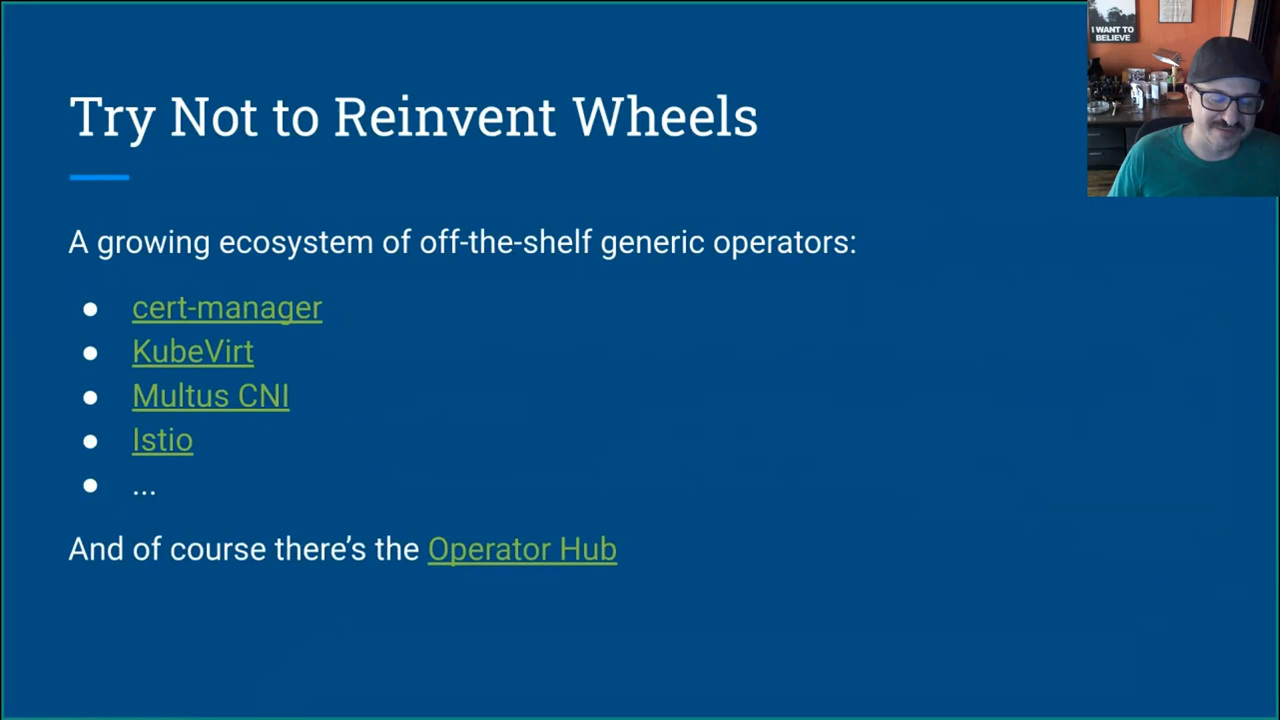 Try Not to Reinvent Wheels
I WANT TO
BELIEVE
A growing ecosystem of off-the-shelf generic operators:
● cert-manager
● KubeVirt
● Multus CNI
● Istio
● ...
And of course there’s the Operator Hub